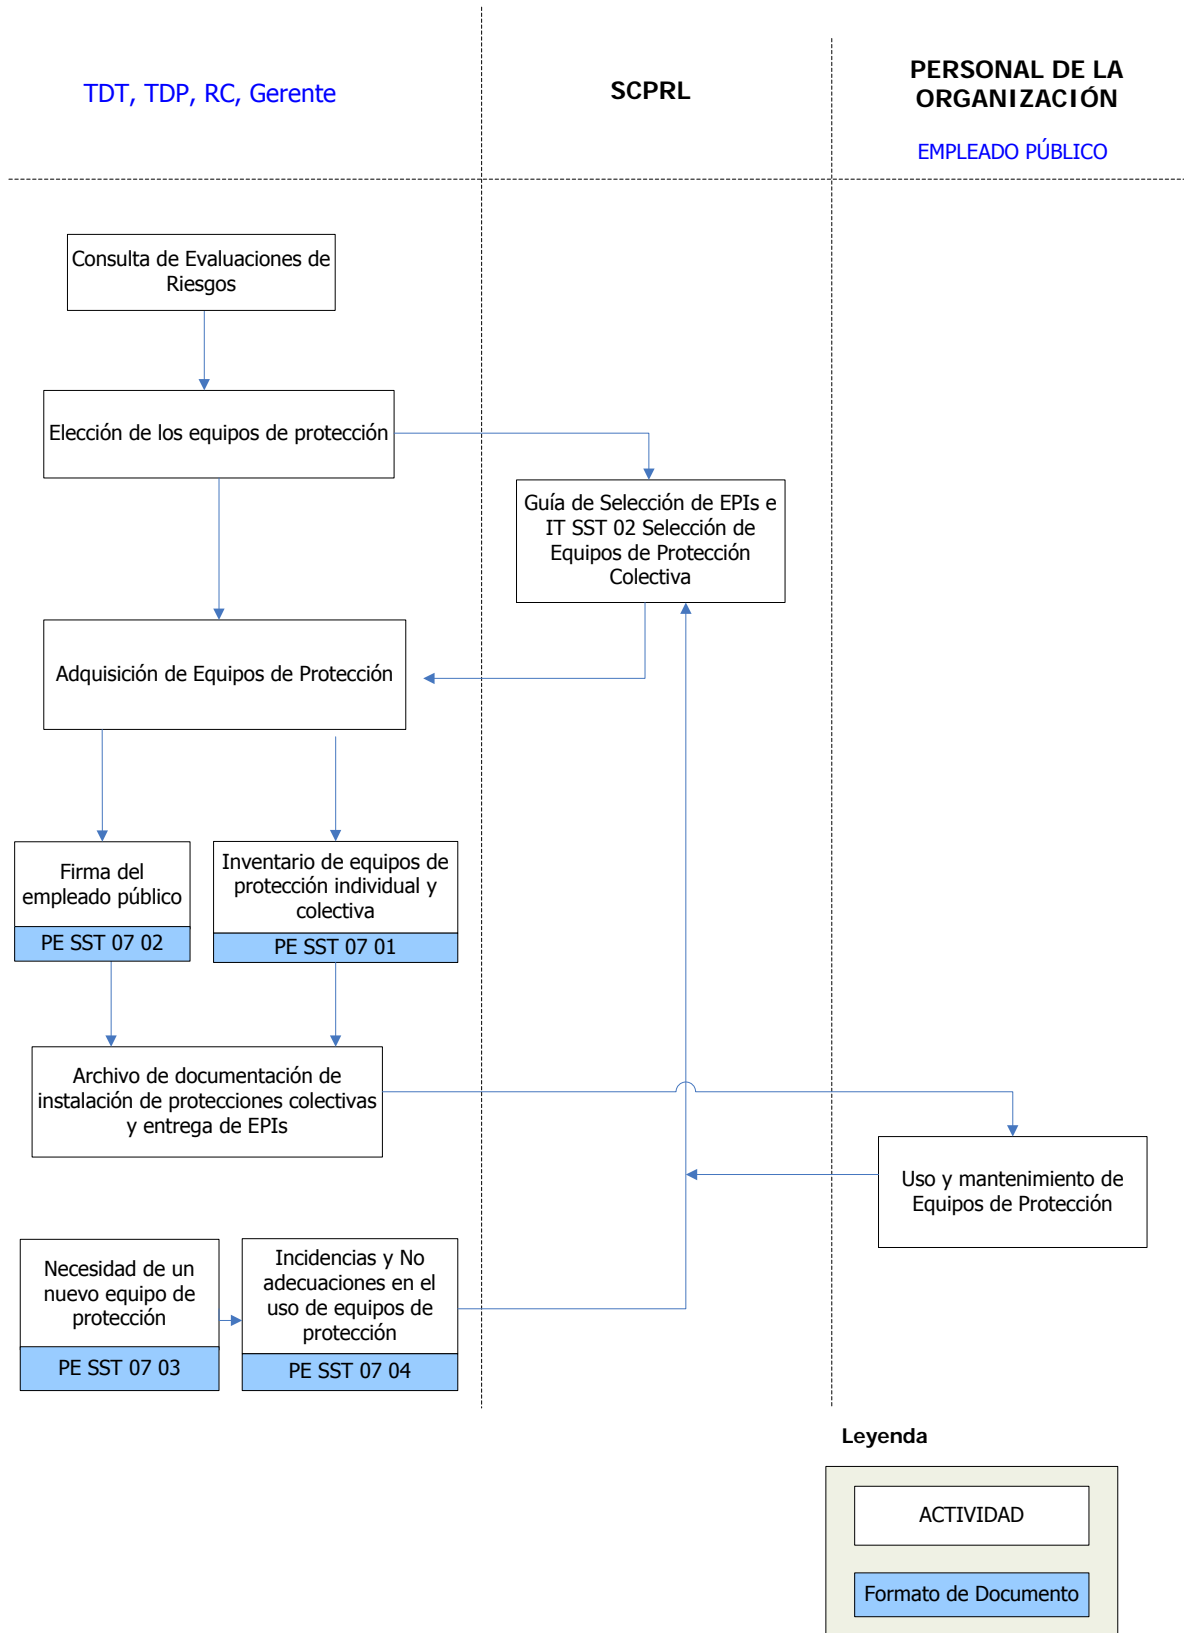 TDT, TDP, RC, Gerente
SCPRL
PERSONAL DE LA
ORGANIZACIÓN
EMPLEADO PÚBLICO
Consulta de Evaluaciones de
Riesgos
Elección de los equipos de protección
Guía de Selección de EPIs e
IT SST 02 Selección de
Equipos de Protección
Colectiva
Adquisición de Equipos de Protección
Firma del
empleado público
PE SST 07 02
Inventario de equipos de
protección individual y
colectiva
PE SST 07 01
Archivo de documentación de
instalación de protecciones colectivas
y entrega de EPIs
Uso y mantenimiento de
Equipos de Protección
Necesidad de un
nuevo equipo de
protección
PE SST 07 03
Incidencias y No
adecuaciones en el
uso de equipos de
protección
PE SST 07 04
Leyenda
ACTIVIDAD
Formato de Documento